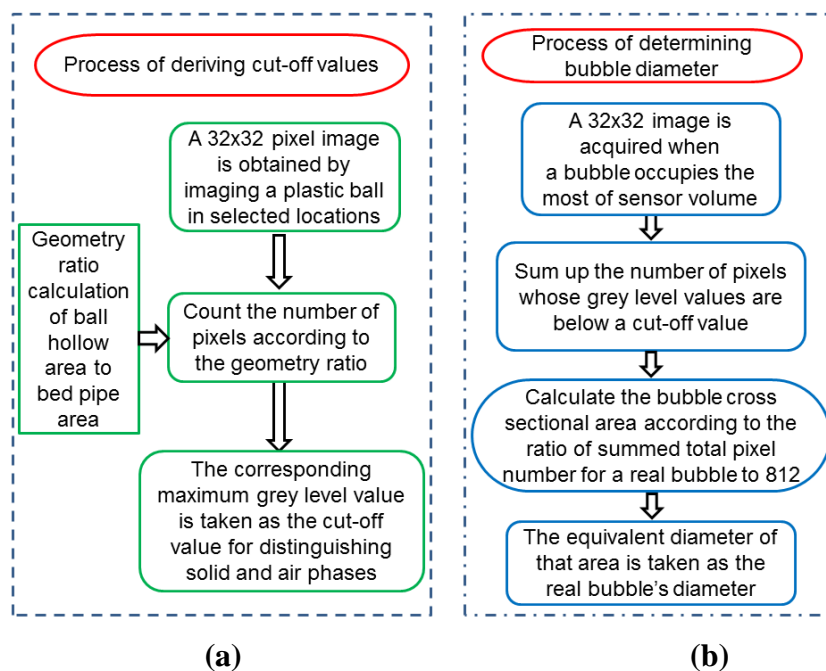 Process of deriving cut-off values
A 32x32 pixel image
is obtained by
imaging a plastic ball
in selected locations
Geometry
ratio
calculation
of ball
hollow
area to
bed pipe
area
Count the number of
pixels according to
the geometry ratio
The corresponding
maximum grey level value
is taken as the cut-off
value for distinguishing
solid and air phases
(a)
Process of determining
bubble diameter
A 32x32 image is
acquired when
a bubble occupies the
most of sensor volume
Sum up the number of pixels
whose grey level values are
below a cut-off value
Calculate the bubble cross
sectional area according to the
ratio of summed total pixel
number for a real bubble to 812
The equivalent diameter of
that area is taken as the
real bubble's diameter
(b)